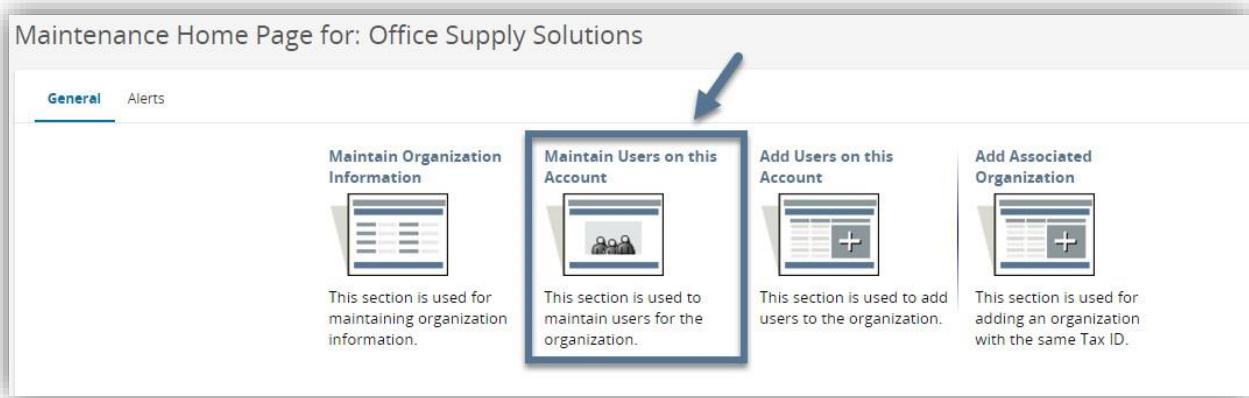 Maintenance Home Page for: Office Supply Solutions
General Alerts
Maintain Organization
Information
This section is used for
maintaining organization
information.
Maintain Users on this
Account
This section is used to
maintain users for the
organization.
Add Users on this
Account
This section is used to add
users to the organization.
Add Associated
Organization
This section is used for
adding an organization
with the same Tax ID.